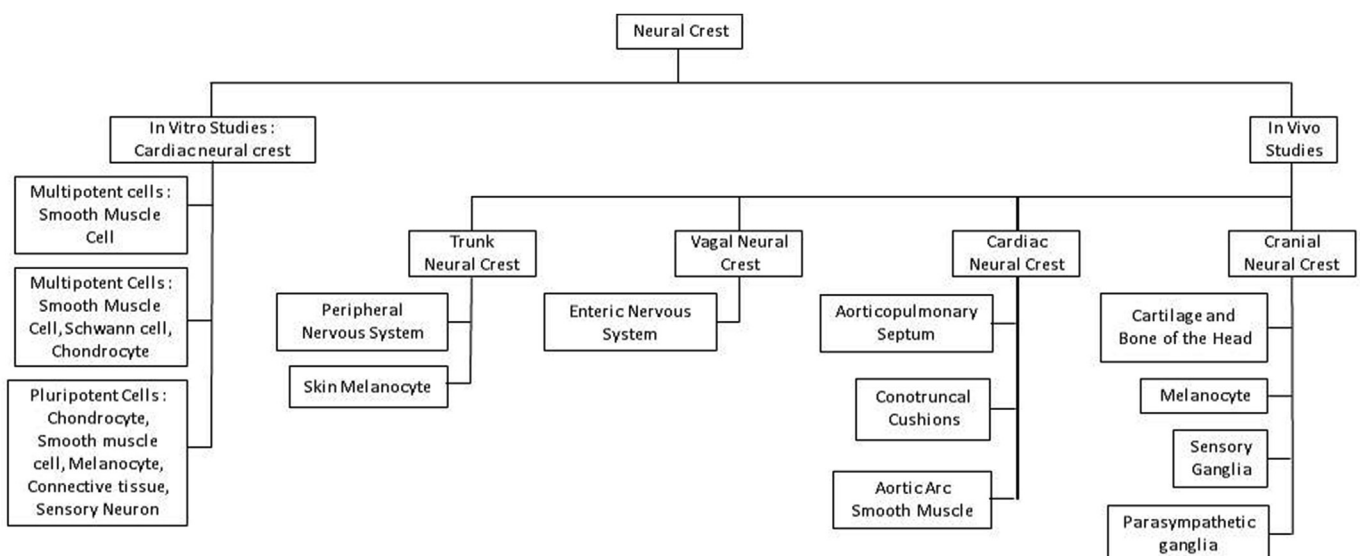 Neural Crest
In Vitro Studies :
Cardiac neural crest
Multipotent cells :
Smooth Muscle
Cell
Multipotent Cells :
Smooth Muscle
Cell, Schwann cell,
Chondrocyte
Pluripotent Cells :
Chondrocyte,
Smooth muscle
cell, Melanocyte,
Connective tissue,
Sensory Neuron
In Vivo
Studies
Trunk
Neural Crest
Peripheral
Nervous System
Skin Melanocyte
Vagal Neural
Crest
Enteric Nervous
System
Cardiac
Neural Crest
Aorticopulmonary
Septum
Conotruncal
Cushions
Aortic Arc
Smooth Muscle
Cranial
Neural Crest
Cartilage and
Bone of the Head
Melanocyte
Sensory
Ganglia
Parasympathetic
ganglia